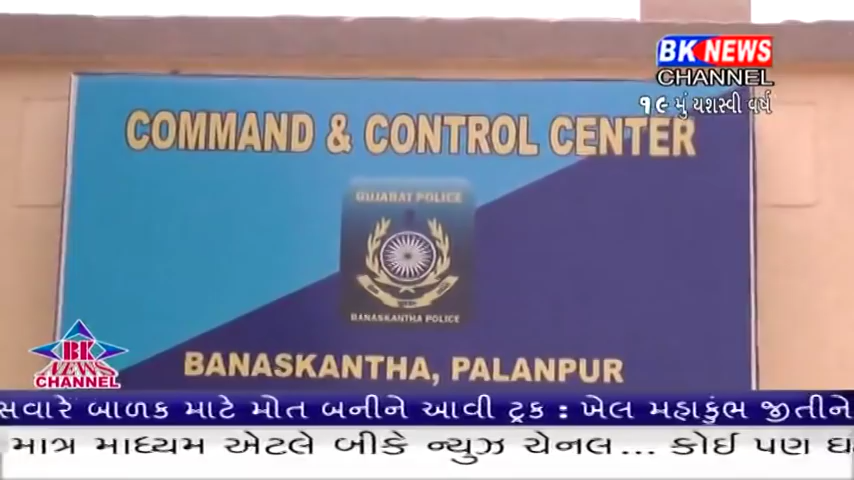 BK NEWS
CHANNEL
૧૯ મું યશસ્વી વર્ષ
COMMAND & CONTROL CENTER
GUJARAT POLICE
BANASKANTHA POLICE
BANASKANTHA, PALANPUR
BK
NEWS
CHANNEL
સવારે બાળક માટે મોત બનીને આવી ટ્રક : ખેલ મહાકુંભ જીતીને
માત્ર માધ્યમ એટલે બીકે ન્યુઝ ચેનલ... કોઈ પણ